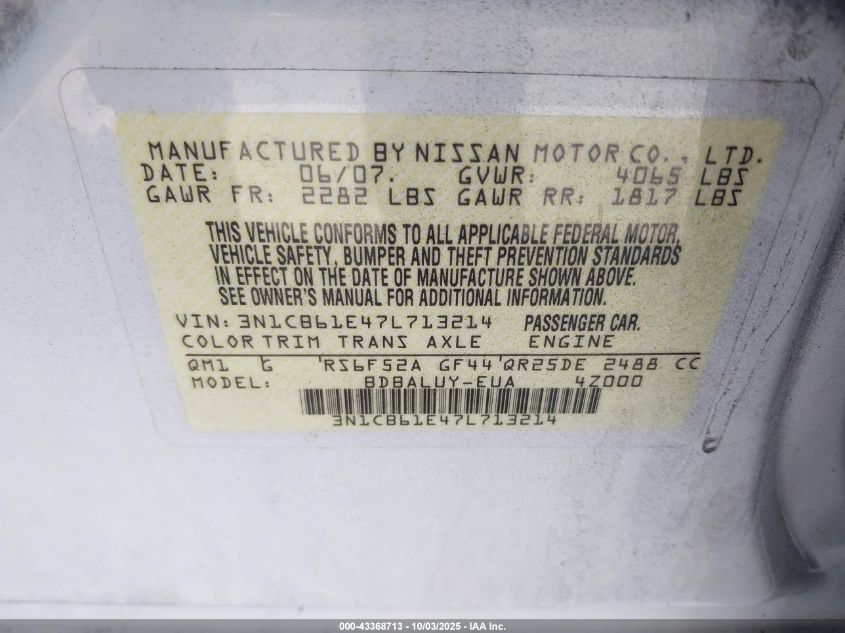 MANUFACTURED BY NISSAN MOTOR CO., LTD.
DATE: 06/07. GVWR: 4065 LBS
GAWR FR: 2282 LBS GAWR RR: 1817 LBS
THIS VEHICLE CONFORMS TO ALL APPLICABLE FEDERAL MOTOR
VEHICLE SAFETY, BUMPER AND THEFT PREVENTION STANDARDS
IN EFFECT ON THE DATE OF MANUFACTURE SHOWN ABOVE.
SEE OWNER'S MANUAL FOR ADDITIONAL INFORMATION.
VIN: 3N1CB61E47L713214 PASSENGER CAR.
COLOR TRIM TRANS AXLE ENGINE
QM1 G RS6F52A GF44 QR25DE 2488 CC
MODEL: BDBALUY-EUA 4Z000
3N1CB61E47L713214
000-43368713 - 10/03/2025 - IAA Inc.